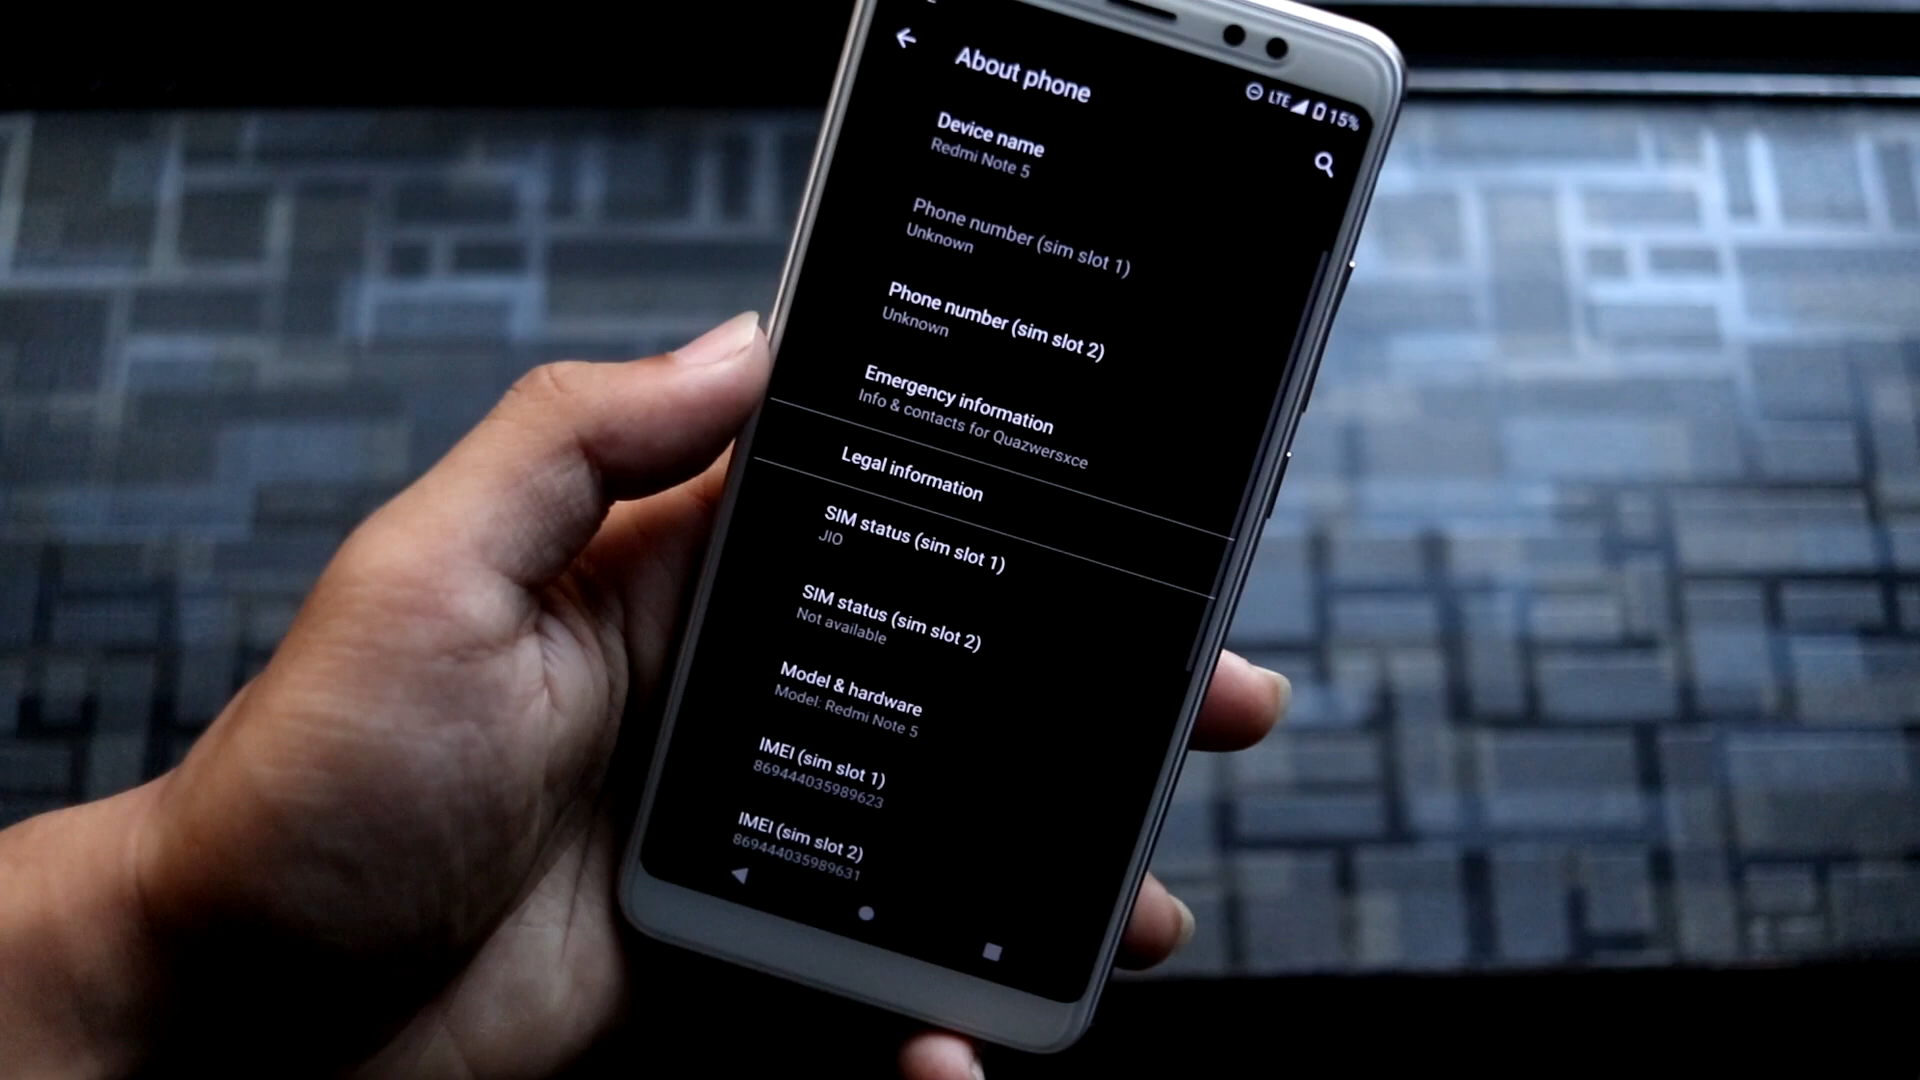 About phone
LTE 15%
Device name
Redmi Note 5
Phone number (sim slot 1)
Unknown
Phone number (sim slot 2)
Unknown
Emergency information
Info & contacts for Quazwersxce
Legal information
SIM status (sim slot 1)
JIO
SIM status (sim slot 2)
Not available
Model & hardware
Model: Redmi Note 5
IMEI (sim slot 1)
869444035989623
IMEI (sim slot 2)
869444035989631